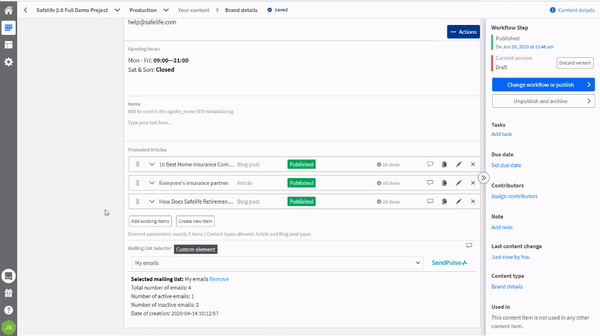 Safelife 2.0 Full Demo Project
Production
Your content
Brand details
Saved
Content details
help@safelife.com
Actions
Opening Hours
Mon - Fri: 09:00—21:00
Sat & Sun: Closed
Name
Will be used in the og:site_name SEO metadata tag
Type your text here...
Promoted Articles
10 Best Home Insurance Com... Blog post Published All done
Everyone's insurance partner Article Published All done
How Does Safelife Retiremen... Blog post Published All done
Add existing items
Create new item
Element parameters: exactly 3 items | Content types allowed: Article and Blog post types
Mailing List Selector
Custom element
My emails
SendPulse
Selected mailing list: My emails Remove
Total number of emails: 4
Number of active emails: 1
Number of inactive emails: 3
Date of creation: 2020-04-14 10:12:57
JK
Workflow Step
Published
On Jun 29, 2020 at 11:48 am
Current version
Draft
Discard version
Change workflow or publish
Unpublish and archive
Tasks
Add task
Due date
Set due date
Contributors
Assign contributors
Note
Add note
Last content change
Just now by You
Content type
Brand details
Used in
This content item is not used in any other
content item.